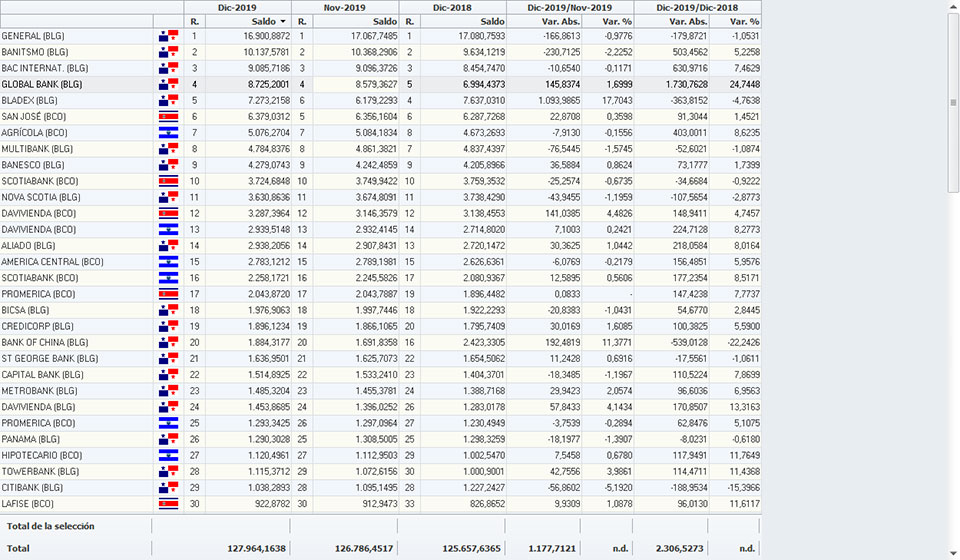 Dic-2019 Nov-2019 Dic-2018 Dic-2019/Nov-2019 Dic-2019/Dic-2018
R. Saldo R. Saldo R. Saldo Var. Abs. Var. % Var. Abs. Var. %
GENERAL (BLG) 1 16.900,8872 1 17.067,7485 1 17.080,7593 -166,8613 -0,9776 -179,8721 -1,0531
BANITSMO (BLG) 2 10.137,5781 2 10.368,2906 2 9.634,1219 -230,7125 -2,2252 503,4562 5,2258
BAC INTERNAT. (BLG) 3 9.085,7186 3 9.096,3726 3 8.454,7470 -10,6540 -0,1171 630,9716 7,4629
GLOBAL BANK (BLG) 4 8.725,2001 4 8.579,3627 5 6.994,4373 145,8374 1,6999 1.730,7628 24,7448
BLADEX (BLG) 5 7.273,2158 6 6.179,2293 4 7.637,0310 1.093,9865 17,7043 -363,8152 -4,7638
SAN JOSÉ (BCO) 6 6.379,0312 5 6.356,1604 6 6.287,7268 22,8708 0,3598 91,3044 1,4521
AGRÍCOLA (BCO) 7 5.076,2704 7 5.084,1834 8 4.673,2693 -7,9130 -0,1556 403,0011 8,6235
MULTIBANK (BLG) 8 4.784,8376 8 4.861,3821 7 4.837,4397 -76,5445 -1,5745 -52,6021 -1,0874
BANESCO (BLG) 9 4.279,0743 9 4.242,4859 9 4.205,8966 36,5884 0,8624 73,1777 1,7399
SCOTIABANK (BCO) 10 3.724,6848 10 3.749,9422 10 3.759,3532 -25,2574 -0,6735 -34,6684 -0,9222
NOVA SCOTIA (BLG) 11 3.630,8636 11 3.674,8091 11 3.738,4290 -43,9455 -1,1959 -107,5654 -2,8773
DAVIVIENDA (BCO) 12 3.287,3964 12 3.146,3579 12 3.138,4553 141,0385 4,4826 148,9411 4,7457
DAVIVIENDA (BCO) 13 2.939,5148 13 2.932,4145 14 2.714,8020 7,1003 0,2421 224,7128 8,2773
ALIADO (BLG) 14 2.938,2056 14 2.907,8431 13 2.720,1472 30,3625 1,0442 218,0584 8,0164
AMERICA CENTRAL (BCO) 15 2.783,1212 15 2.789,1981 15 2.626,6361 -6,0769 -0,2179 156,4851 5,9576
SCOTIABANK (BCO) 16 2.258,1721 16 2.245,5826 17 2.080,9367 12,5895 0,5606 177,2354 8,5171
PROMERICA (BCO) 17 2.043,8720 17 2.043,7887 19 1.896,4482 0,0833 - 147,4238 7,7737
BICSA (BLG) 18 1.976,9063 18 1.997,7446 18 1.922,2293 -20,8383 -1,0431 54,6770 2,8445
CREDICORP (BLG) 19 1.896,1234 19 1.866,1065 20 1.795,7409 30,0169 1,6085 100,3825 5,5900
BANK OF CHINA (BLG) 20 1.884,3177 20 1.691,8358 16 2.423,3305 192,4819 11,3771 -539,0128 -22,2426
ST GEORGE BANK (BLG) 21 1.636,9501 21 1.625,7073 22 1.654,5062 11,2428 0,6916 -17,5561 -1,0611
CAPITAL BANK (BLG) 22 1.514,8925 22 1.533,2410 23 1.404,3701 -18,3485 -1,1967 110,5224 7,8699
METROBANK (BLG) 23 1.485,3204 23 1.455,3781 24 1.388,7168 29,9423 2,0574 96,6036 6,9563
DAVIVIENDA (BLG) 24 1.453,8685 24 1.396,0252 26 1.283,0178 57,8433 4,1434 170,8507 13,3163
PROMERICA (BCO) 25 1.293,3425 26 1.297,0964 27 1.230,4949 -3,7539 -0,2894 62,8476 5,1075
PANAMA (BLG) 26 1.290,3028 25 1.308,5005 25 1.298,3259 -18,1977 -1,3907 -8,0231 -0,6180
HIPOTECARIO (BCO) 27 1.120,4961 27 1.112,9503 29 1.002,5470 7,5458 0,6780 117,9491 11,7649
TOWERBANK (BLG) 28 1.115,3712 29 1.072,6156 30 1.000,9001 42,7556 3,9861 114,4711 11,4368
CITIBANK (BLG) 29 1.038,2893 28 1.095,1495 28 1.227,2427 -56,8602 -5,1920 -188,9534 -15,3966
LAFISE (BCO) 30 922,8782 30 912,9473 33 826,8652 9,9309 1,0878 96,0130 11,6117
Total de la selección
Total 127.964,1638 126.786,4517 125.657,6365 1.177,7121 n.d. 2.306,5273 n.d.